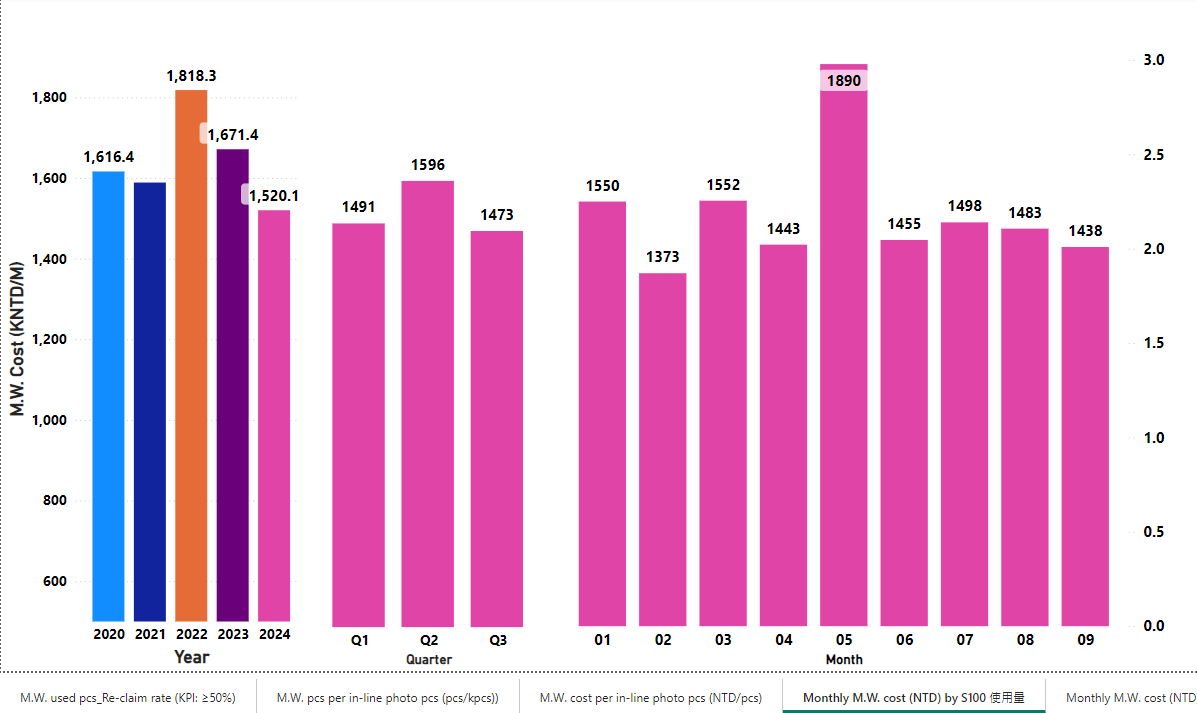 M.W. Cost (KNTD/M)
1,800
1,600
1,400
1,200
1,000
800
600
1,616.4
1,818.3
1,671.4
1,520.1
2020 2021 2022 2023 2024
Year
1491
1596
1473
Q1 Q2 Q3
Quarter
1550
1373
1552
1443
1890
1455
1498
1483
1438
01 02 03 04 05 06 07 08 09
Month
3.0
2.5
2.0
1.5
1.0
0.5
0.0
M.W. used pcs_Re-claim rate (KPI: ≥50%)
M.W. pcs per in-line photo pcs (pcs/kpcs))
M.W. cost per in-line photo pcs (NTD/pcs)
Monthly M.W. cost (NTD) by S100 使用量
Monthly M.W. cost (NTD